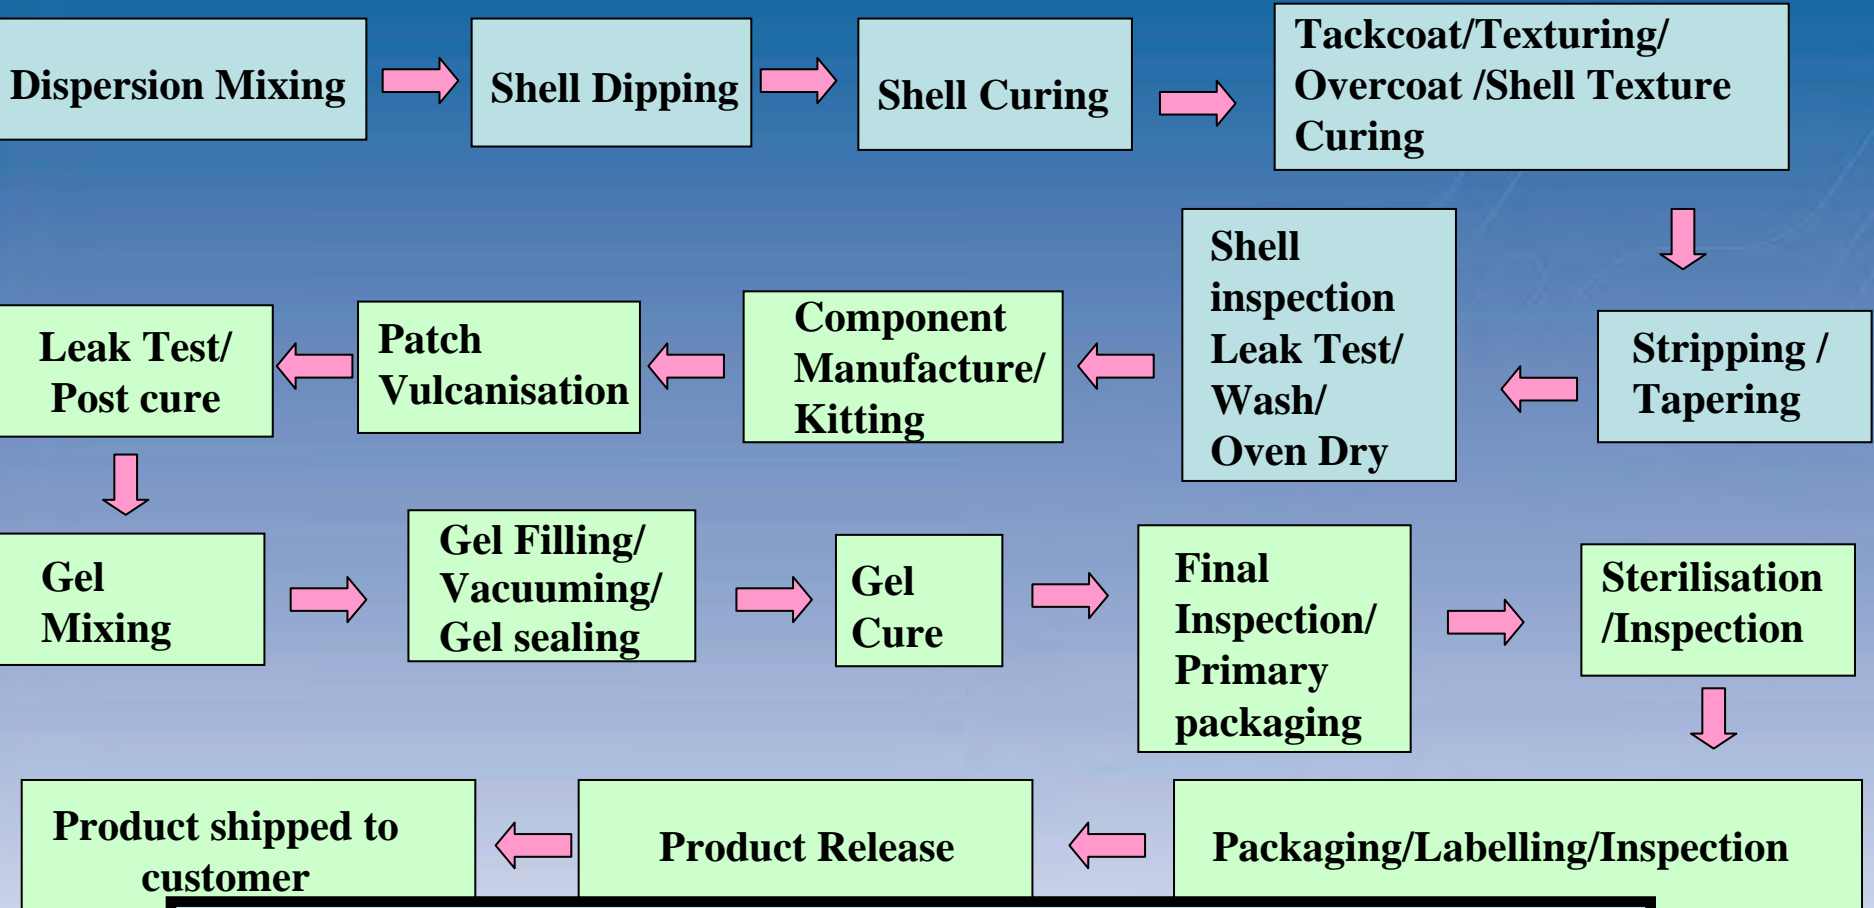 Dispersion Mixing
Shell Dipping
Shell Curing
Tackcoat/Texturing/
Overcoat /Shell Texture
Curing
Stripping /
Tapering
Shell
inspection
Leak Test/
Wash/
Oven Dry
Component
Manufacture/
Kitting
Patch
Vulcanisation
Leak Test/
Post cure
Gel
Mixing
Gel Filling/
Vacuuming/
Gel sealing
Gel
Cure
Final
Inspection/
Primary
packaging
Sterilisation
/Inspection
Packaging/Labelling/Inspection
Product Release
Product shipped to
customer